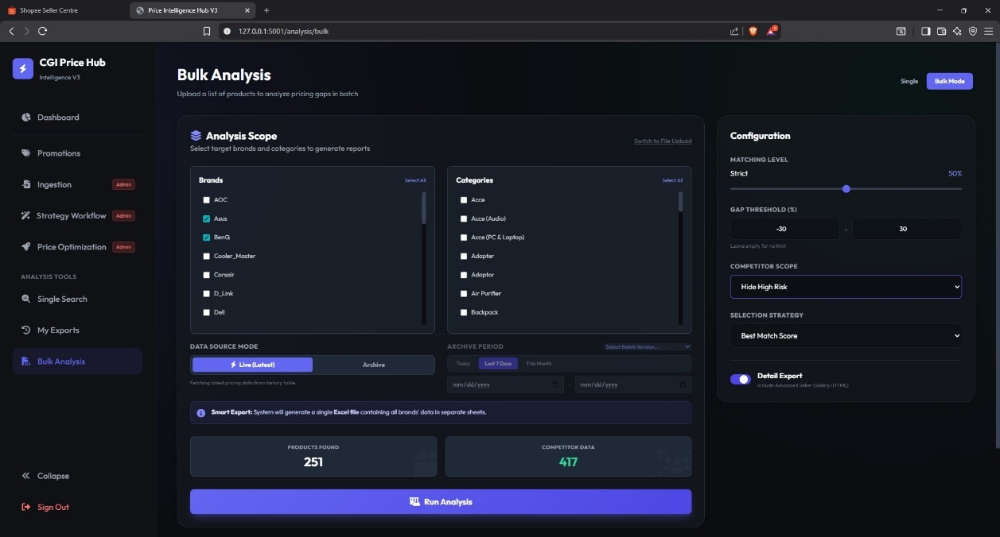 Shopee Seller Centre
Price Intelligence Hub V3
127.0.0.1:5001/analysis/bulk
CGI Price Hub
Intelligence V3
Dashboard
Promotions
Ingestion
Admin
Strategy Workflow
Admin
Price Optimization
Admin
ANALYSIS TOOLS
Single Search
My Exports
Bulk Analysis
Collapse
Sign Out
Bulk Analysis
Upload a list of products to analyze pricing gaps in batch
Single
Bulk Mode
Analysis Scope
Select target brands and categories to generate reports
Switch to File Upload
Brands
Select All
AOC
Asus
BenQ
Cooler_Master
Corsair
D_Link
Dell
Categories
Select All
Acce
Acce (Audio)
Acce (PC & Laptop)
Adapter
Adaptor
Air Purifier
Backpack
DATA SOURCE MODE
Live (Latest)
Archive
Fetching latest pricing data from history table.
ARCHIVE PERIOD
Select Batch Version...
Today
Last 7 Days
This Month
mm/dd/yyyy
-
mm/dd/yyyy
Smart Export: System will generate a single Excel file containing all brands' data in separate sheets.
PRODUCTS FOUND
251
COMPETITOR DATA
417
Run Analysis
Configuration
MATCHING LEVEL
Strict
50%
GAP THRESHOLD (%)
-30
-
30
Leave empty for no limit
COMPETITOR SCOPE
Hide High Risk
SELECTION STRATEGY
Best Match Score
Detail Export
Include Advanced Seller Gallery (HTML)